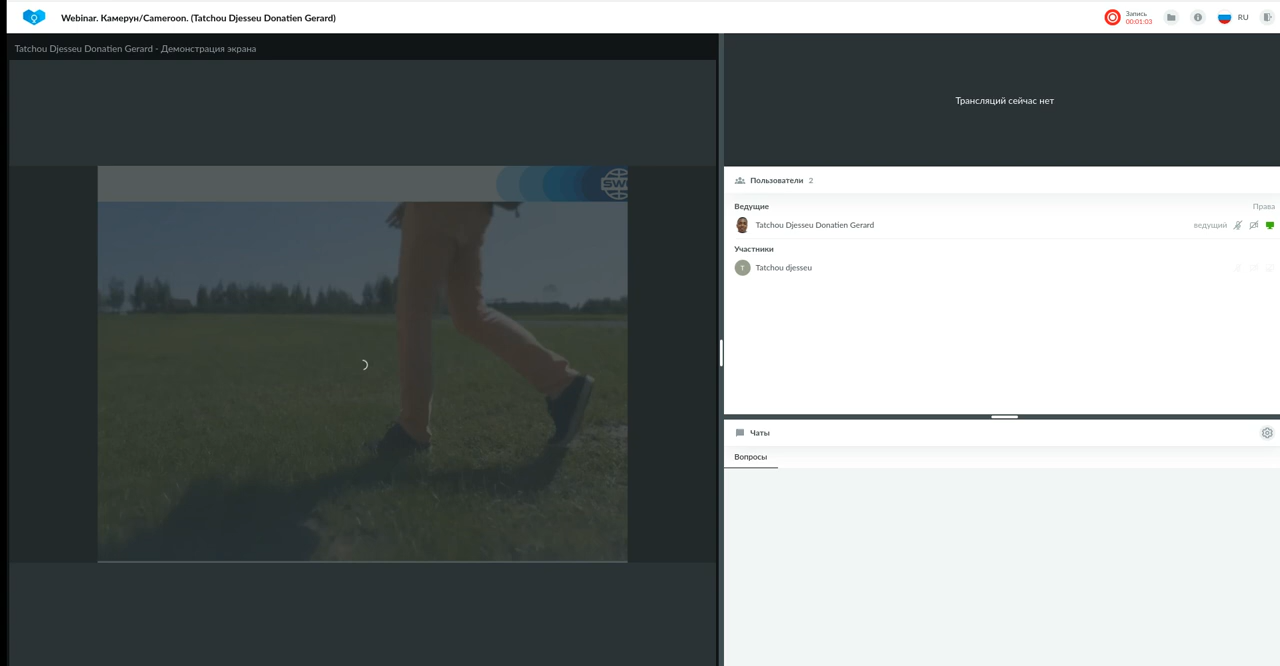 Webinar. Камерун/Cameroon. (Tatchou Djesseu Donatien Gerard)
Запись
00:01:03
RU
Tatchou Djesseu Donatien Gerard - Демонстрация экрана
SW
Трансляций сейчас нет
Пользователи 2
Ведущие Права
Tatchou Djesseu Donatien Gerard ведущий
Участники
T Tatchou djesseu
Чаты
Вопросы